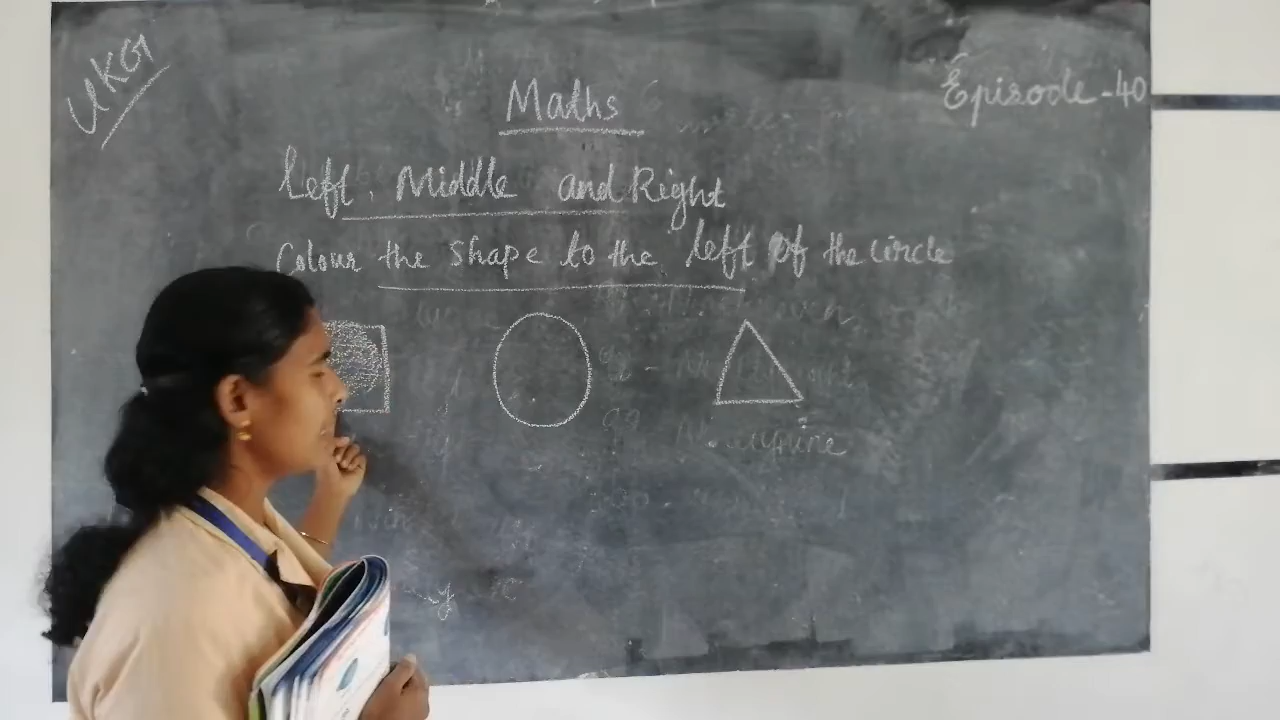 UKG
Episode - 40
Maths
Left, Middle and Right
Colour the shape to the left of the circle